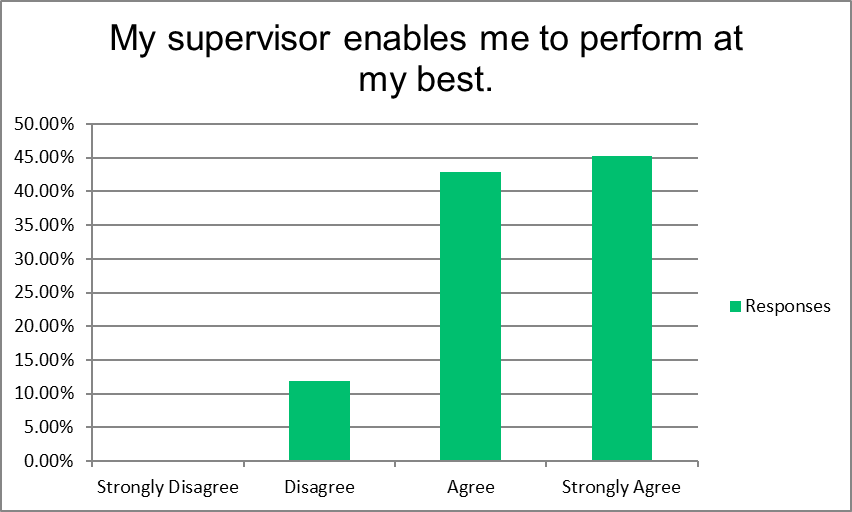 My supervisor enables me to perform at
my best.
50.00%
45.00%
40.00%
35.00%
30.00%
25.00%
20.00%
15.00%
10.00%
5.00%
0.00%
Strongly Disagree
Disagree
Agree
Strongly Agree
Responses